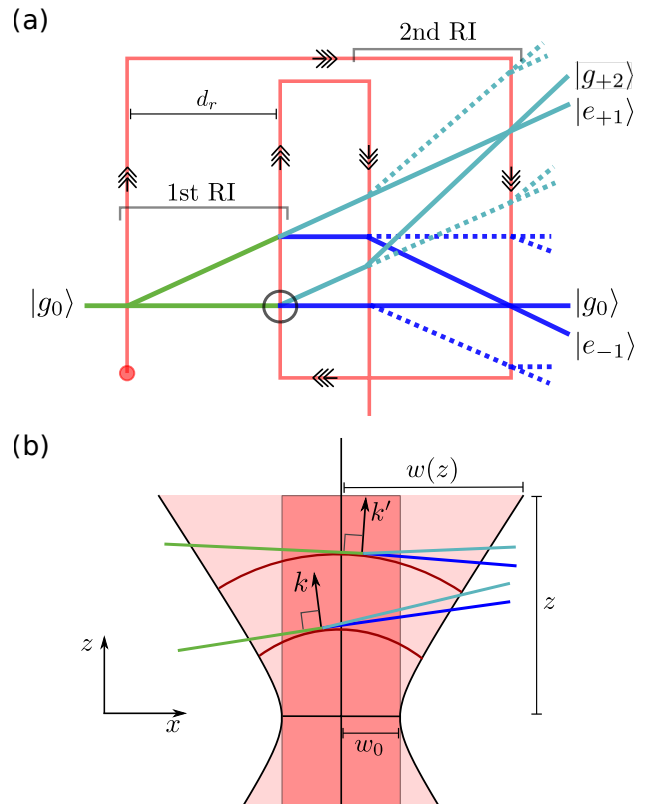 (a)
2nd RI
|g₊₂⟩
|e₊₁⟩
dᵣ
1st RI
|g₀⟩
|g₀⟩
|e₋₁⟩
(b)
w(z)
k′
k
z
z
x
w₀